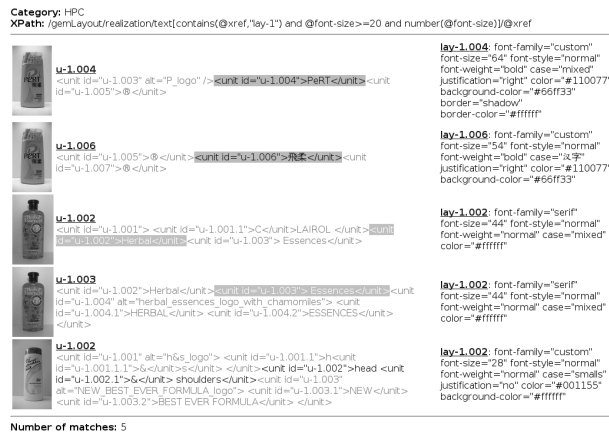 Category: HPC
XPath: /gemLayout/realization/text[contains(@xref,"lay-1") and @font-size>=20 and number(@font-size)]/@xref
u-1.004
<unit id="u-1.003" alt="P_logo" /><unit id="u-1.004">PeRT</unit><unit
id="u-1.005">®</unit>
lay-1.004: font-family="custom"
font-size="64" font-style="normal"
font-weight="bold" case="mixed"
justification="right" color="#110077"
background-color="#66ff33"
border="shadow"
border-color="#ffffff"
u-1.006
<unit id="u-1.005">®</unit><unit id="u-1.006">飛柔</unit><unit
id="u-1.007">®</unit>
lay-1.006: font-family="custom"
font-size="54" font-style="normal"
font-weight="bold" case="汉字"
justification="right" color="#110077"
background-color="#66ff33"
u-1.002
<unit id="u-1.001"> <unit id="u-1.001.1">C</unit>LAIROL </unit><unit
id="u-1.002">Herbal</unit><unit id="u-1.003"> Essences</unit>
lay-1.002: font-family="serif"
font-size="44" font-style="normal"
font-weight="normal" case="mixed"
color="#ffffff"
u-1.003
<unit id="u-1.002">Herbal</unit><unit id="u-1.003"> Essences</unit><unit
id="u-1.004" alt="herbal_essences_logo_with_chamomiles"> <unit
id="u-1.004.1">HERBAL</unit> <unit id="u-1.004.2">ESSENCES</unit>
</unit>
lay-1.002: font-family="serif"
font-size="44" font-style="normal"
font-weight="normal" case="mixed"
color="#ffffff"
u-1.002
<unit id="u-1.001" alt="h&s_logo"> <unit id="u-1.001.1">h<unit
id="u-1.001.1.1">&</unit>s</unit> </unit><unit id="u-1.002">head <unit
id="u-1.002.1">&</unit> shoulders</unit><unit id="u-1.003"
alt="NEW_BEST_EVER_FORMULA_logo"> <unit id="u-1.003.1">NEW</unit>
<unit id="u-1.003.2">BEST EVER FORMULA</unit> </unit>
lay-1.002: font-family="custom"
font-size="28" font-style="normal"
font-weight="normal" case="smalls"
justification="no" color="#001155"
background-color="#ffffff"
Number of matches: 5